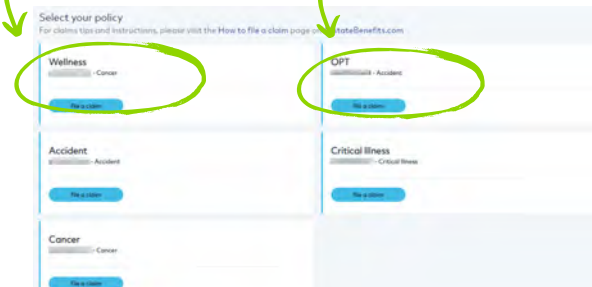 Select your policy
For claims tips and instructions, please visit the How to file a claim page on stateBenefits.com
Wellness
- Cancer
File a claim
OPT
- Accident
File a claim
Accident
- Accident
File a claim
Critical Illness
- Critical Illness
File a claim
Cancer
- Cancer
File a claim